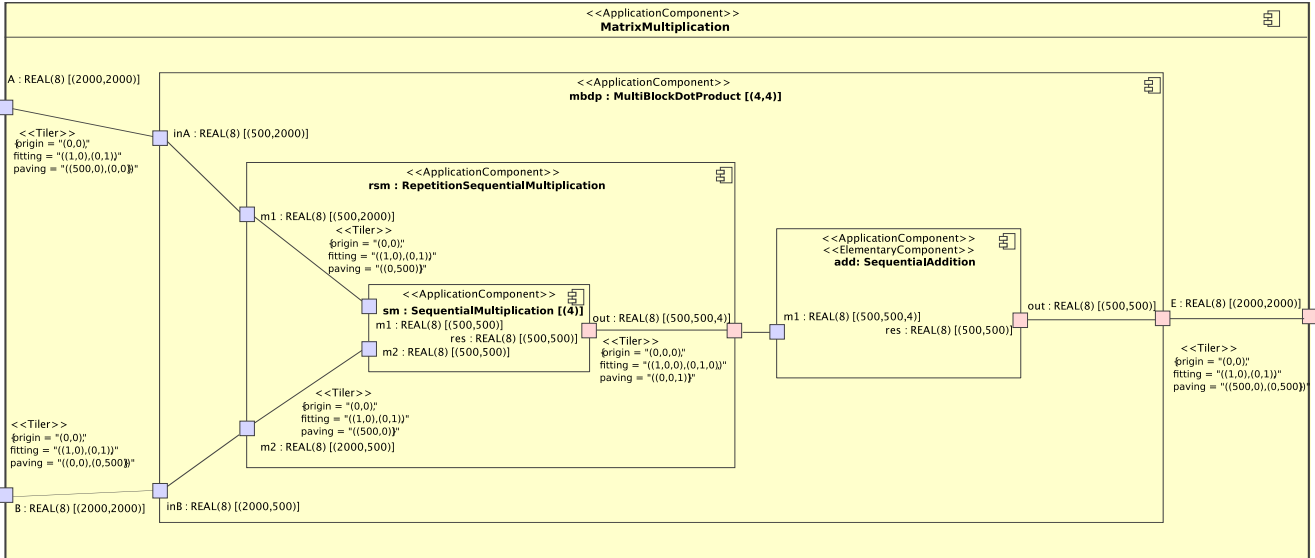 <<ApplicationComponent>>
MatrixMultiplication
A : REAL(8) [(2000,2000)]
<<ApplicationComponent>>
mbdp : MultiBlockDotProduct [(4,4)]
inA : REAL(8) [(500,2000)]
<<Tiler>>
{origin = "(0,0)",
fitting = "((1,0),(0,1))",
paving = "((500,0),(0,0))"}
<<ApplicationComponent>>
rsm : RepetitionSequentialMultiplication
m1 : REAL(8) [(500,2000)]
<<Tiler>>
{origin = "(0,0)",
fitting = "((1,0),(0,1))",
paving = "((0,500))"}
<<ApplicationComponent>>
sm : SequentialMultiplication [(4)]
m1 : REAL(8) [(500,500)]
res : REAL(8) [(500,500)]
m2 : REAL(8) [(500,500)]
out : REAL(8) [(500,500,4)]
<<Tiler>>
{origin = "(0,0,0)",
fitting = "((1,0,0),(0,1,0))",
paving = "((0,0,1))"}
<<Tiler>>
{origin = "(0,0)",
fitting = "((1,0),(0,1))",
paving = "((500,0))"}
m2 : REAL(8) [(2000,500)]
<<ApplicationComponent>>
<<ElementaryComponent>>
add: SequentialAddition
m1 : REAL(8) [(500,500,4)]
res : REAL(8) [(500,500)]
out : REAL(8) [(500,500)]
E : REAL(8) [(2000,2000)]
<<Tiler>>
{origin = "(0,0)",
fitting = "((1,0),(0,1))",
paving = "((500,0),(0,500))"}
<<Tiler>>
{origin = "(0,0)",
fitting = "((1,0),(0,1))",
paving = "((0,0),(0,500))"}
B : REAL(8) [(2000,2000)]
inB : REAL(8) [(2000,500)]